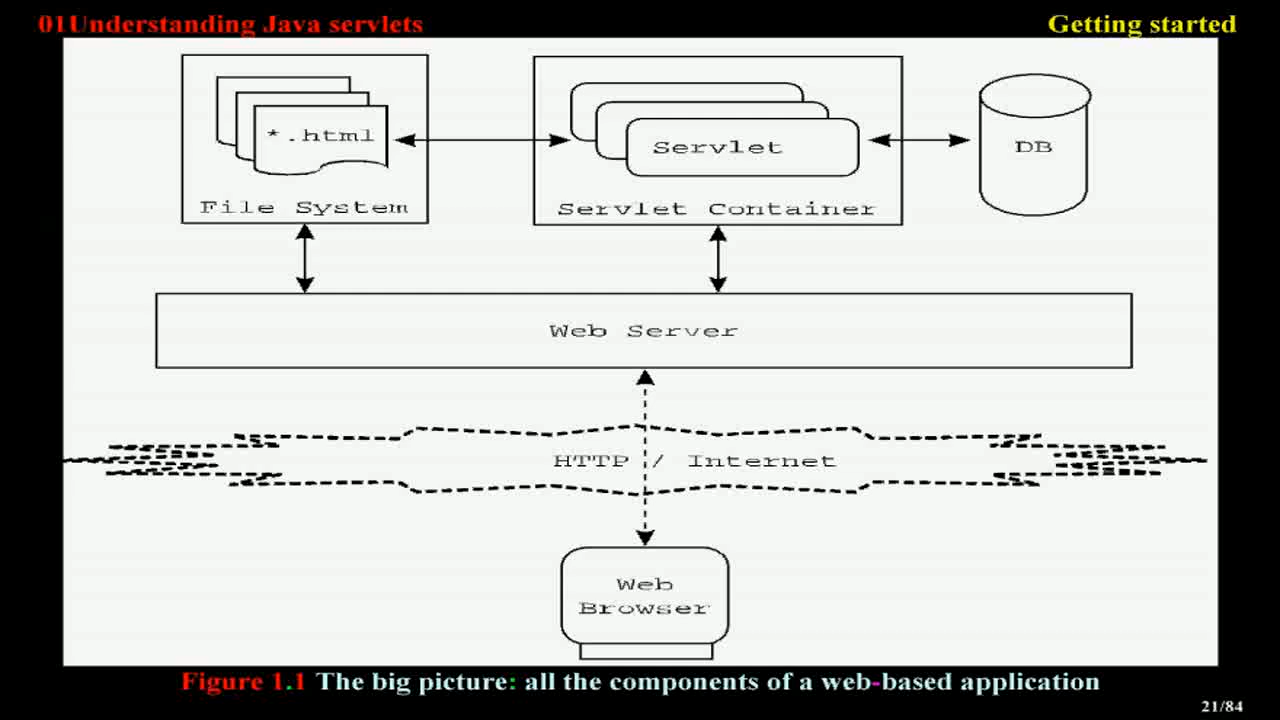 01Understanding Java servlets
Getting started
*.html
Servlet
DB
File System
Servlet Container
Web Server
HTTP / Internet
Web
Browser
Figure 1.1 The big picture: all the components of a web-based application
21/84